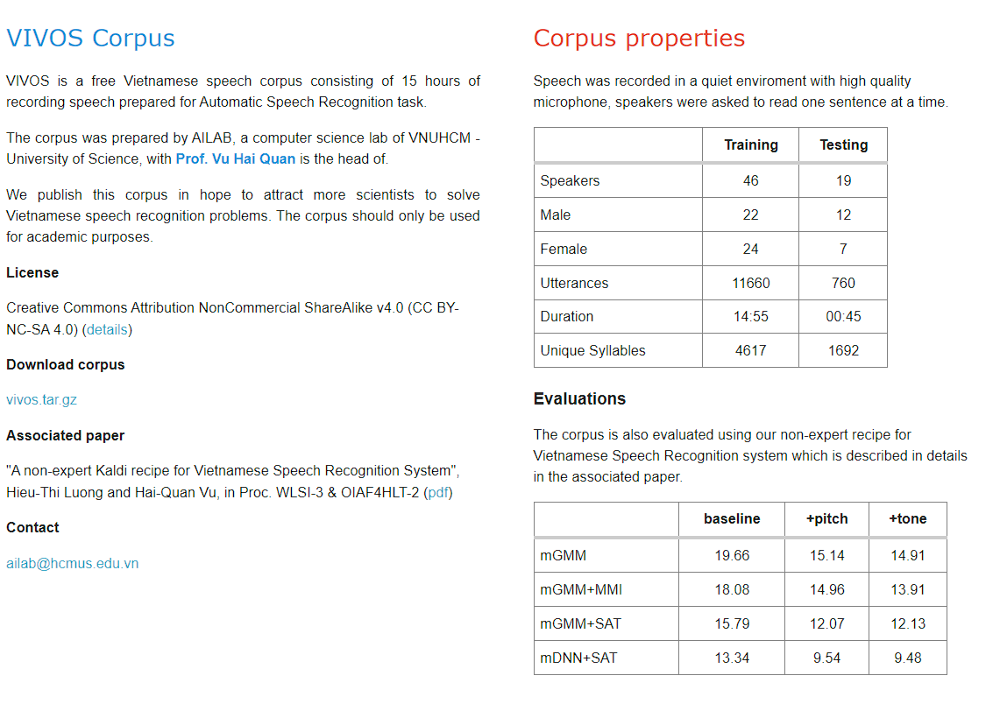 VIVOS Corpus
VIVOS is a free Vietnamese speech corpus consisting of 15 hours of
recording speech prepared for Automatic Speech Recognition task.
The corpus was prepared by AILAB, a computer science lab of VNUHCM -
University of Science, with Prof. Vu Hai Quan is the head of.
We publish this corpus in hope to attract more scientists to solve
Vietnamese speech recognition problems. The corpus should only be used
for academic purposes.
License
Creative Commons Attribution NonCommercial ShareAlike v4.0 (CC BY-
NC-SA 4.0) (details)
Download corpus
vivos.tar.gz
Associated paper
"A non-expert Kaldi recipe for Vietnamese Speech Recognition System",
Hieu-Thi Luong and Hai-Quan Vu, in Proc. WLSI-3 & OIAF4HLT-2 (pdf)
Contact
ailab@hcmus.edu.vn
Corpus properties
Speech was recorded in a quiet enviroment with high quality
microphone, speakers were asked to read one sentence at a time.
Training Testing
Speakers 46 19
Male 22 12
Female 24 7
Utterances 11660 760
Duration 14:55 00:45
Unique Syllables 4617 1692
Evaluations
The corpus is also evaluated using our non-expert recipe for
Vietnamese Speech Recognition system which is described in details
in the associated paper.
baseline +pitch +tone
mGMM 19.66 15.14 14.91
mGMM+MMI 18.08 14.96 13.91
mGMM+SAT 15.79 12.07 12.13
mDNN+SAT 13.34 9.54 9.48